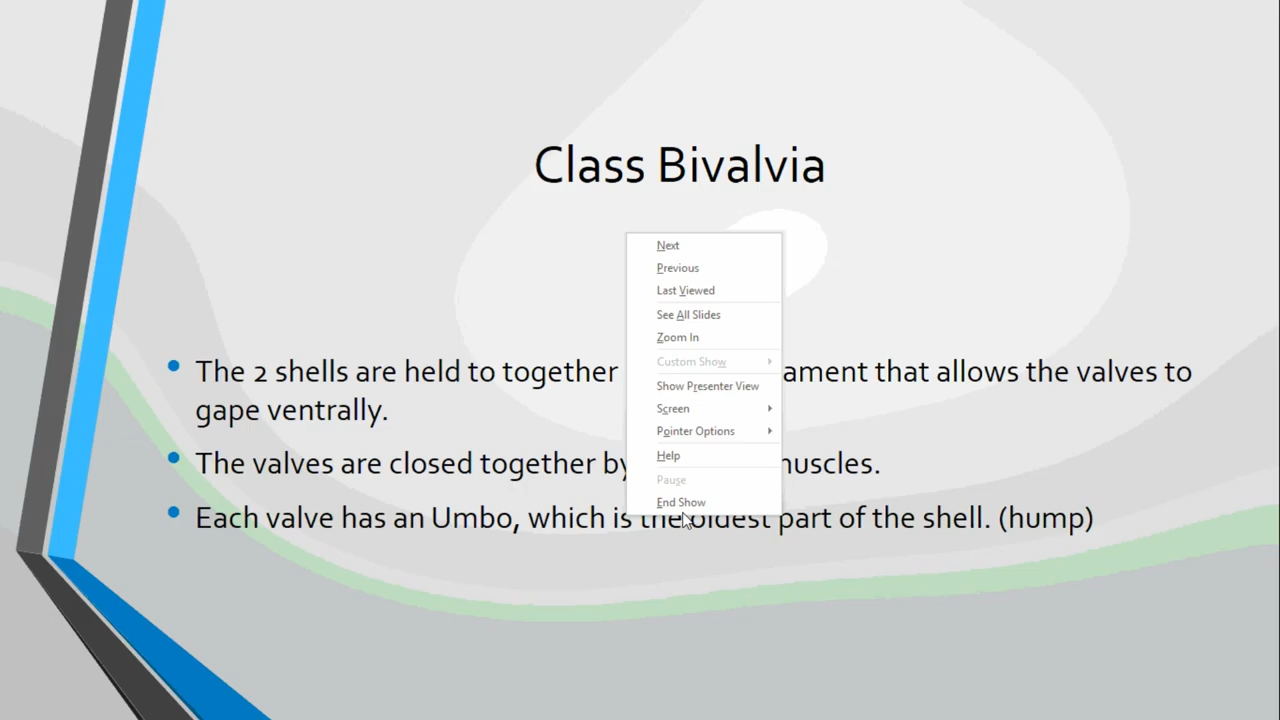 Class Bivalvia
Next
Previous
Last Viewed
See All Slides
Zoom In
Custom Show
Show Presenter View
Screen
Pointer Options
Help
Pause
End Show
The 2 shells are held to together ament that allows the valves to
gape ventrally.
The valves are closed together by muscles.
Each valve has an Umbo, which is the oldest part of the shell. (hump)